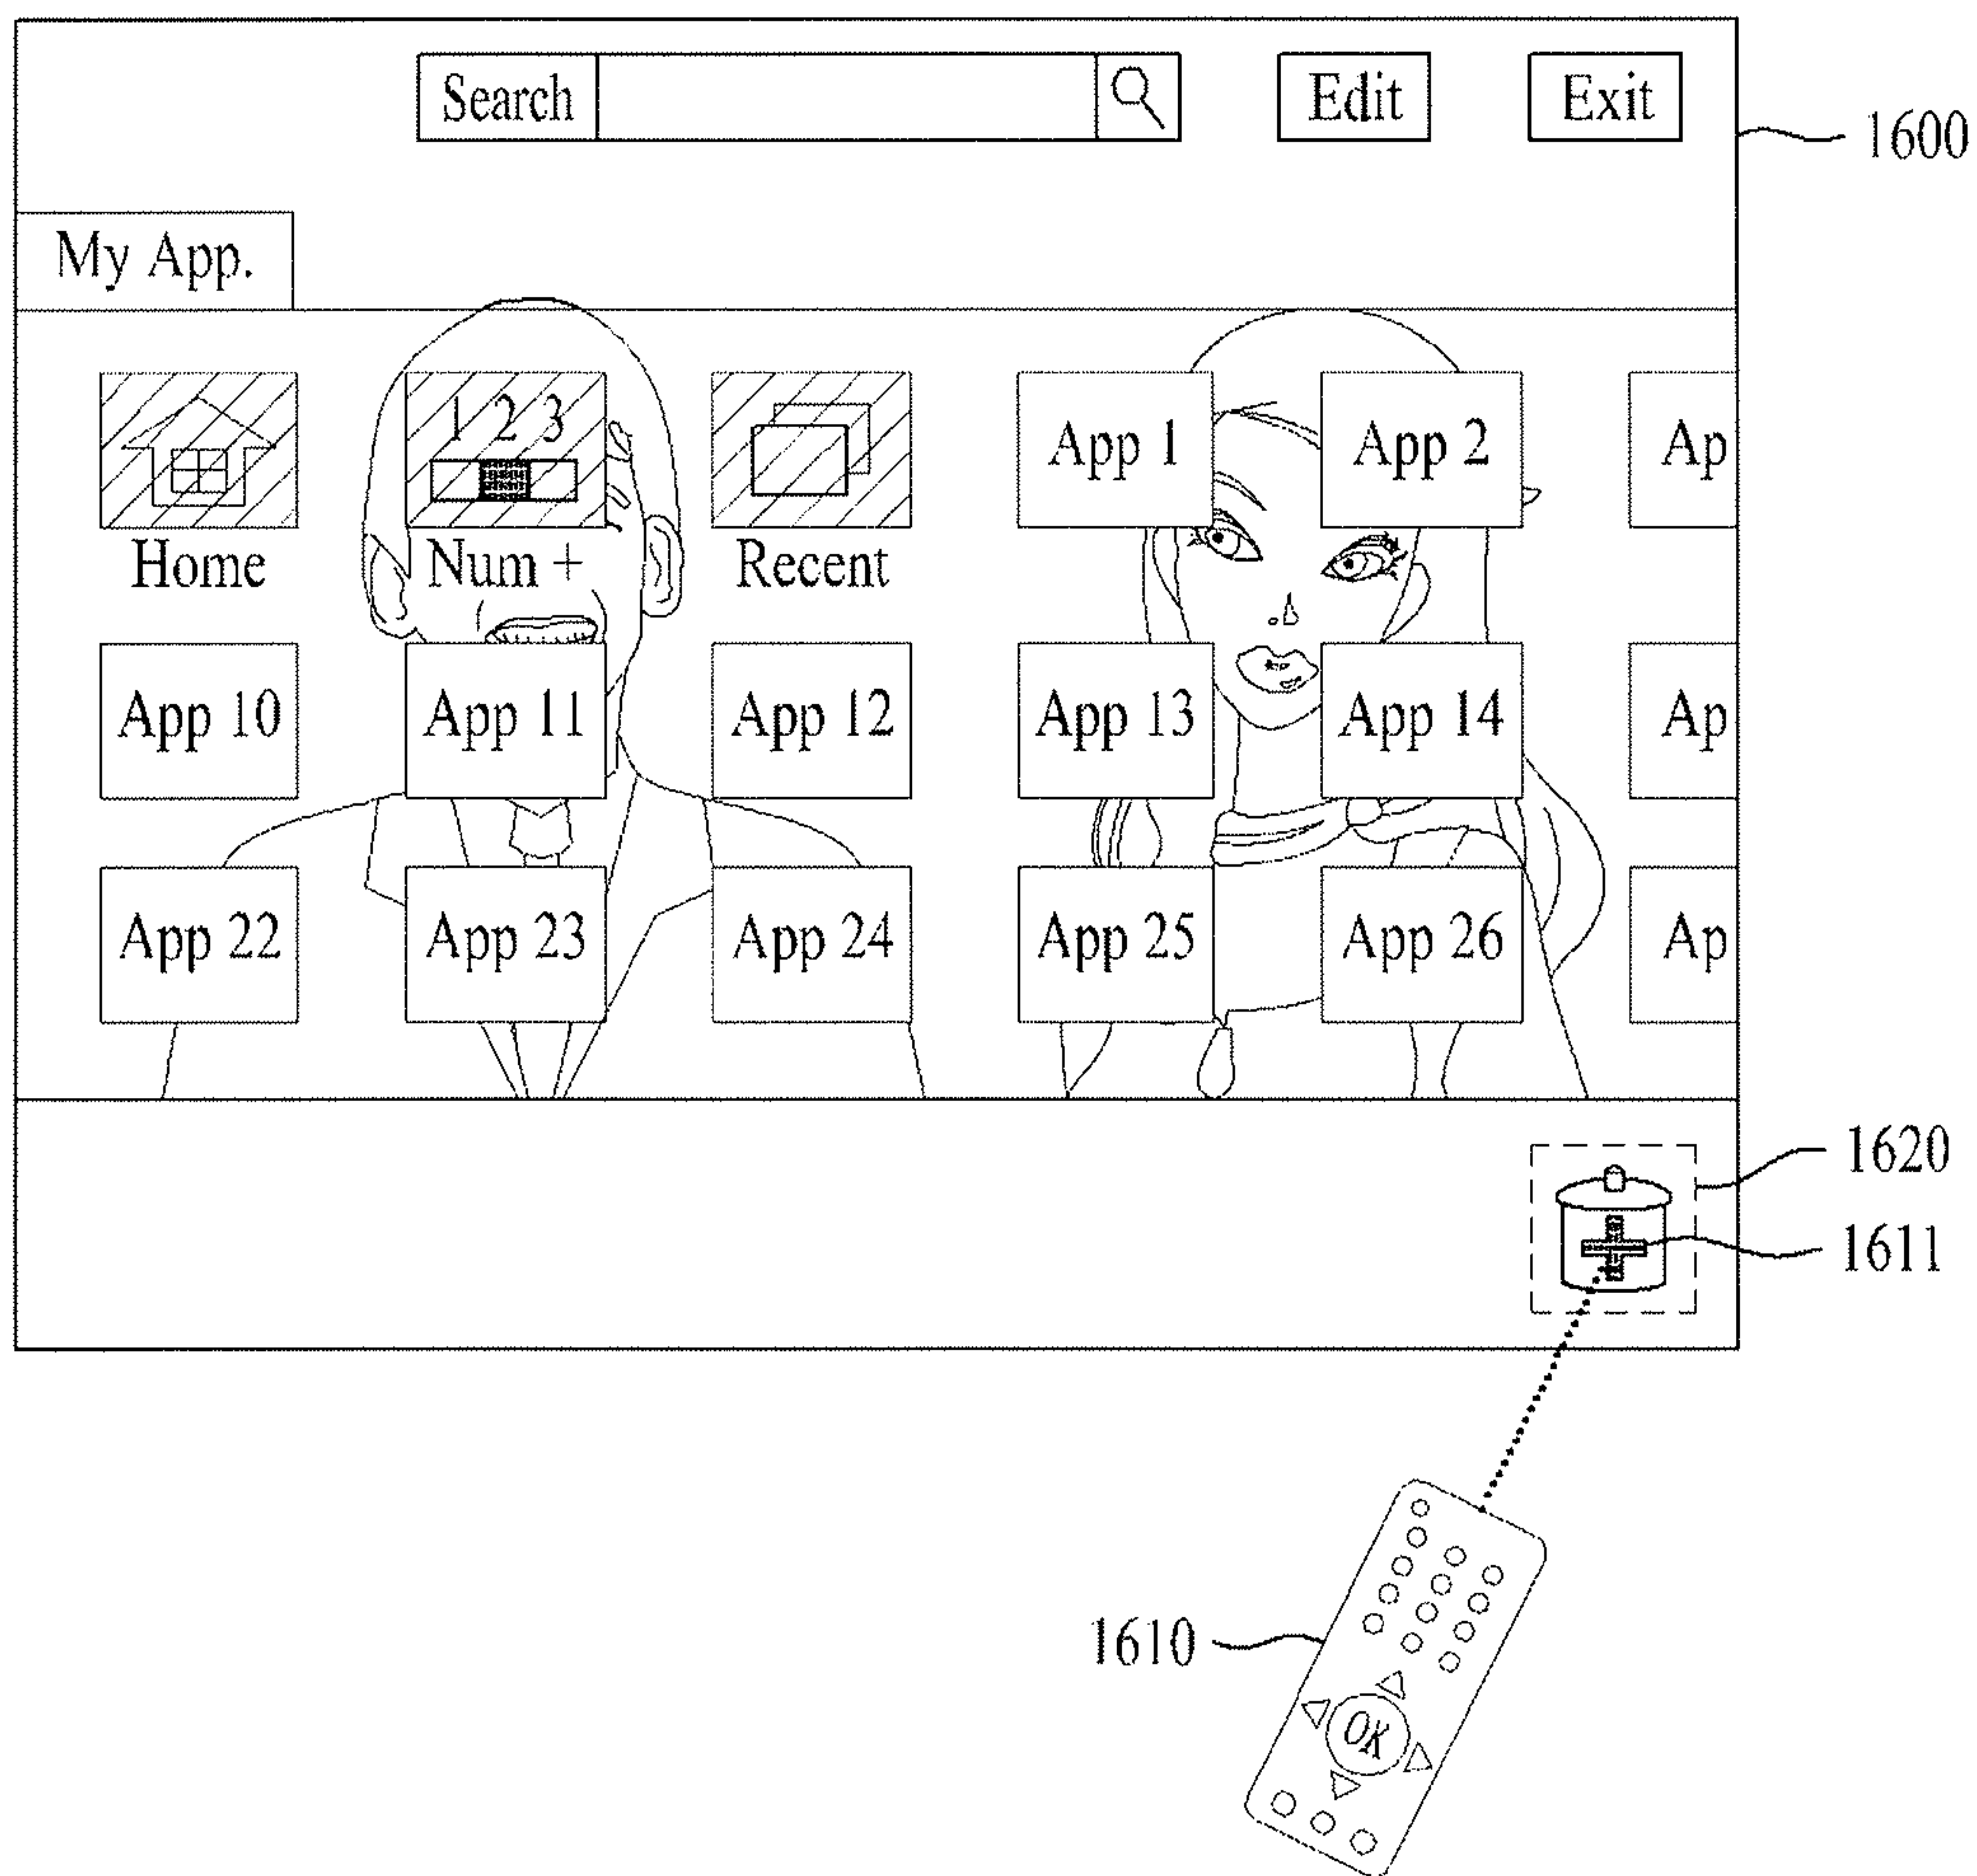 Search Edit Exit
1600
My App.
1 2 3
App 1 App 2 Ap
Home Num + Recent
App 10 App 11 App 12 App 13 App 14 Ap
App 22 App 23 App 24 App 25 App 26 Ap
1620
1611
1610
OK